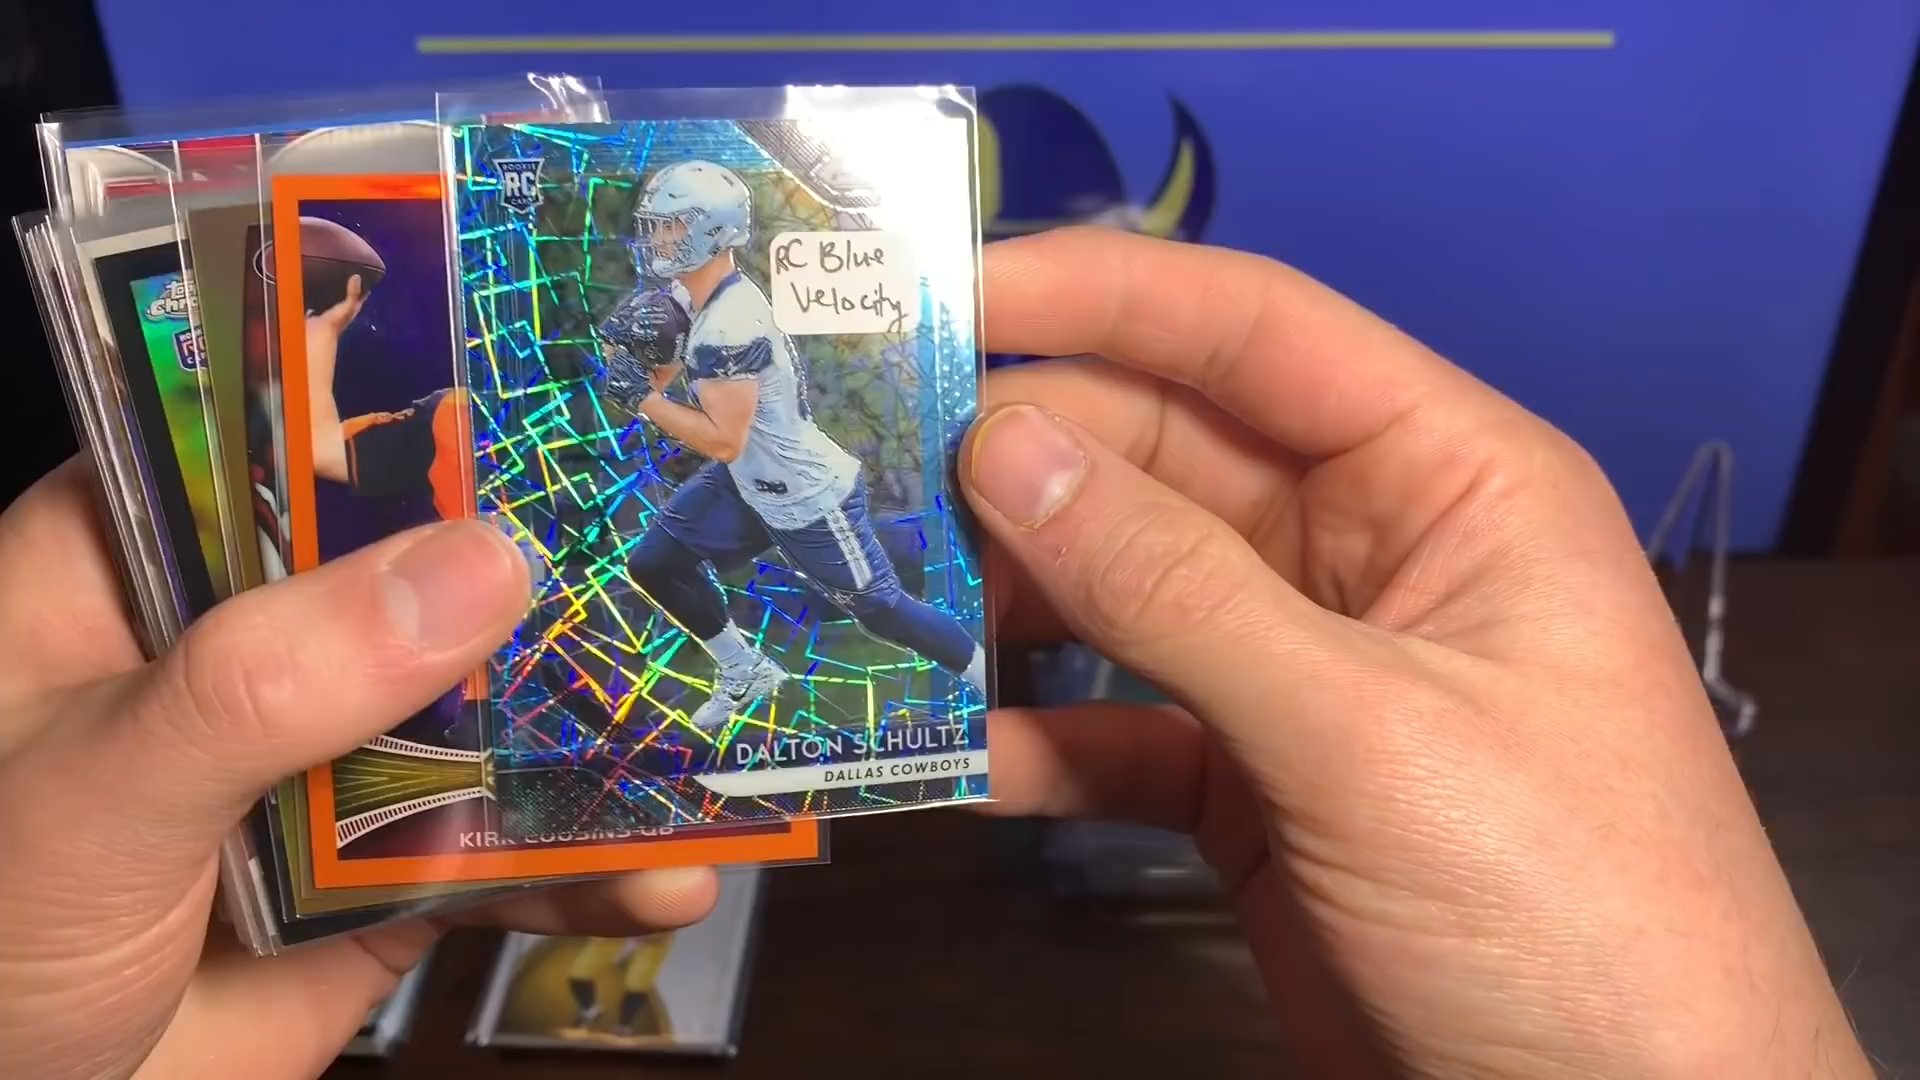 ROOKIE
RC
CARD
RC Blue
Velocity
DALTON SCHULTZ
DALLAS COWBOYS
KIRK COUSINS-QB